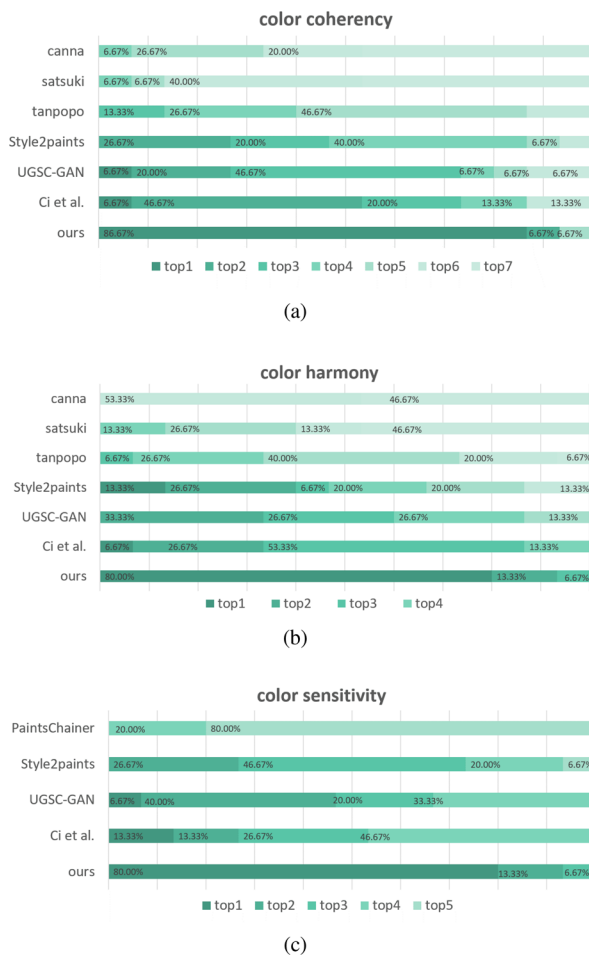 color coherency
canna 6.67% 26.67% 20.00%
satsuki 6.67% 6.67% 40.00%
tanpopo 13.33% 26.67% 46.67%
Style2paints 26.67% 20.00% 40.00% 6.67%
UGSC-GAN 6.67% 20.00% 46.67% 6.67% 6.67% 6.67%
Ci et al. 6.67% 46.67% 20.00% 13.33% 13.33%
ours 86.67% 6.67% 6.67%
top1 top2 top3 top4 top5 top6 top7
(a)
color harmony
canna 53.33% 46.67%
satsuki 13.33% 26.67% 13.33% 46.67%
tanpopo 6.67% 26.67% 40.00% 20.00% 6.67%
Style2paints 13.33% 26.67% 6.67% 20.00% 20.00% 13.33%
UGSC-GAN 33.33% 26.67% 26.67% 13.33%
Ci et al. 6.67% 26.67% 53.33% 13.33%
ours 80.00% 13.33% 6.67%
top1 top2 top3 top4
(b)
color sensitivity
PaintsChainer 20.00% 80.00%
Style2paints 26.67% 46.67% 20.00% 6.67%
UGSC-GAN 6.67% 40.00% 20.00% 33.33%
Ci et al. 13.33% 13.33% 26.67% 46.67%
ours 80.00% 13.33% 6.67%
top1 top2 top3 top4 top5
(c)